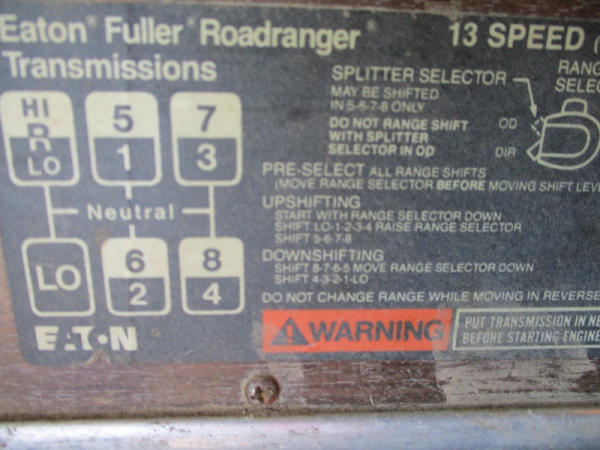 Eaton® Fuller® Roadranger®
Transmissions
13 SPEED (
HI
R
LO
5
1
7
3
Neutral
LO
6
2
8
4
EAT•N
SPLITTER SELECTOR
MAY BE SHIFTED
IN 5-6-7-8 ONLY
DO NOT RANGE SHIFT
WITH SPLITTER
SELECTOR IN OD
RANG
SELEC
OD
DIR
PRE-SELECT ALL RANGE SHIFTS
(MOVE RANGE SELECTOR BEFORE MOVING SHIFT LEVE
UPSHIFTING
START WITH RANGE SELECTOR DOWN
SHIFT LO-1-2-3-4 RAISE RANGE SELECTOR
SHIFT 5-6-7-8
DOWNSHIFTING
SHIFT 8-7-6-5 MOVE RANGE SELECTOR DOWN
SHIFT 4-3-2-1-LO
DO NOT CHANGE RANGE WHILE MOVING IN REVERSE
WARNING
PUT TRANSMISSION IN NE
BEFORE STARTING ENGINE